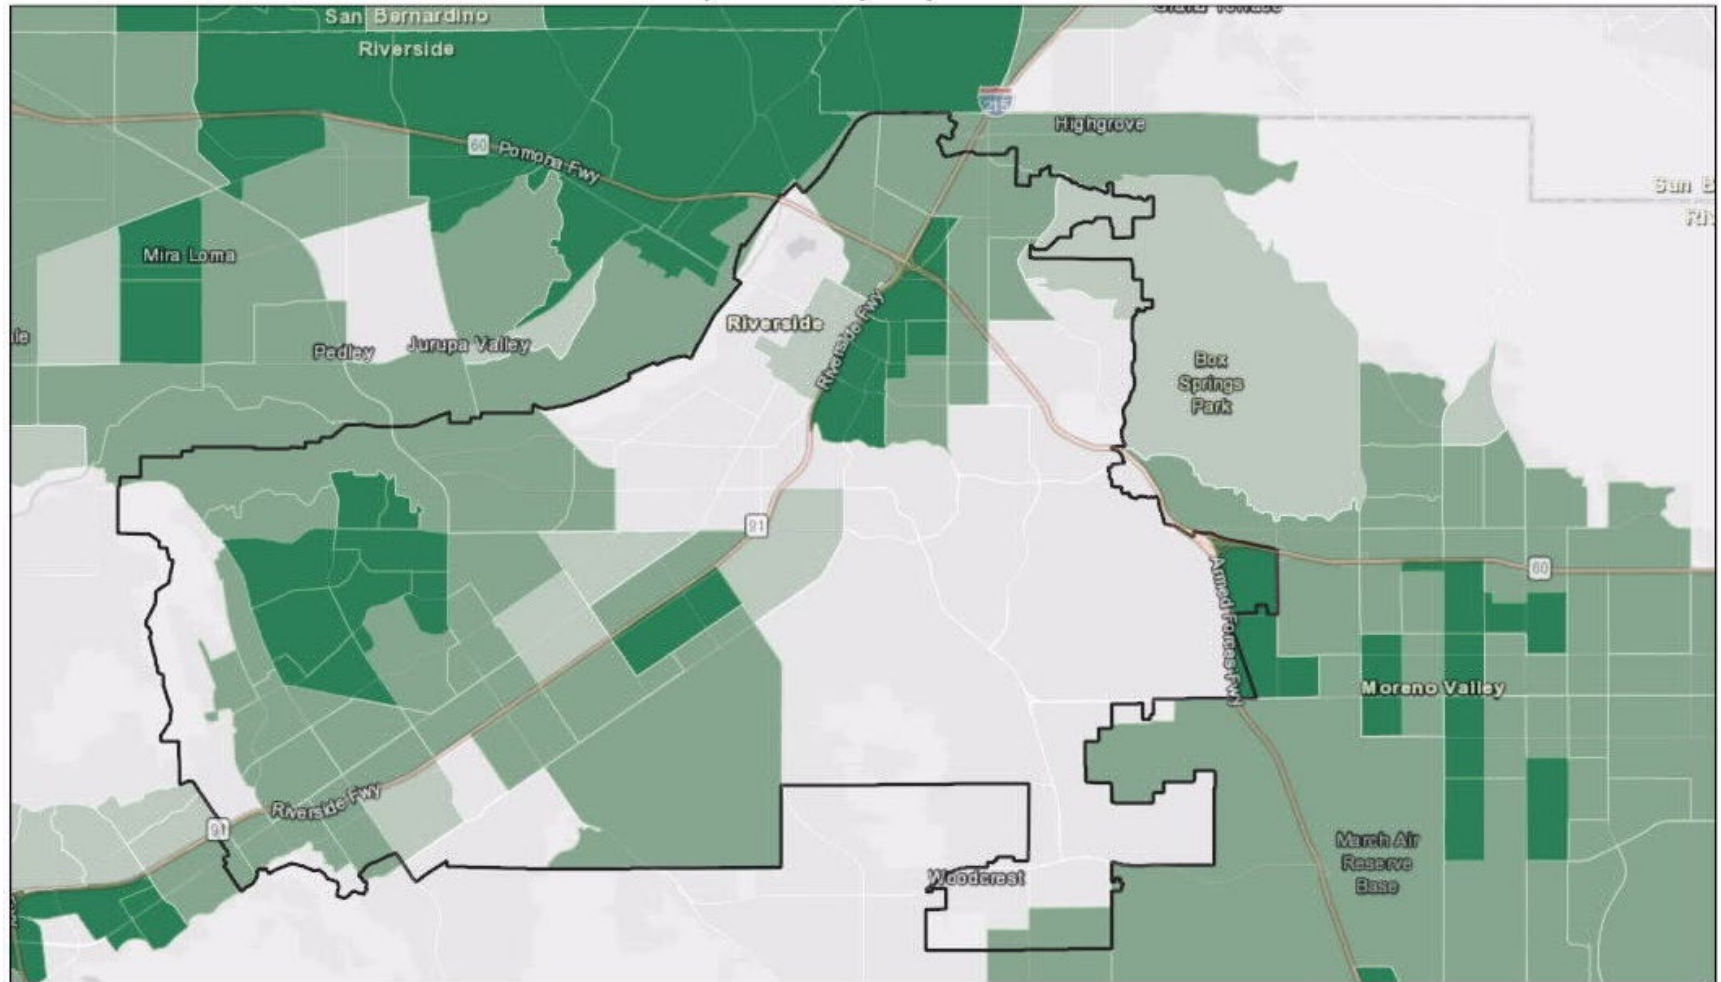 San Bernardino
Riverside
215
Highgrove
60
Pomona Fwy
Mira Loma
Riverside
Riverside Fwy
Pedley
Jurupa Valley
Box
Springs
Park
91
60
Armed Forces Fwy
Moreno Valley
Riverside Fwy
91
March Air
Reserve
Base
Woodcrest